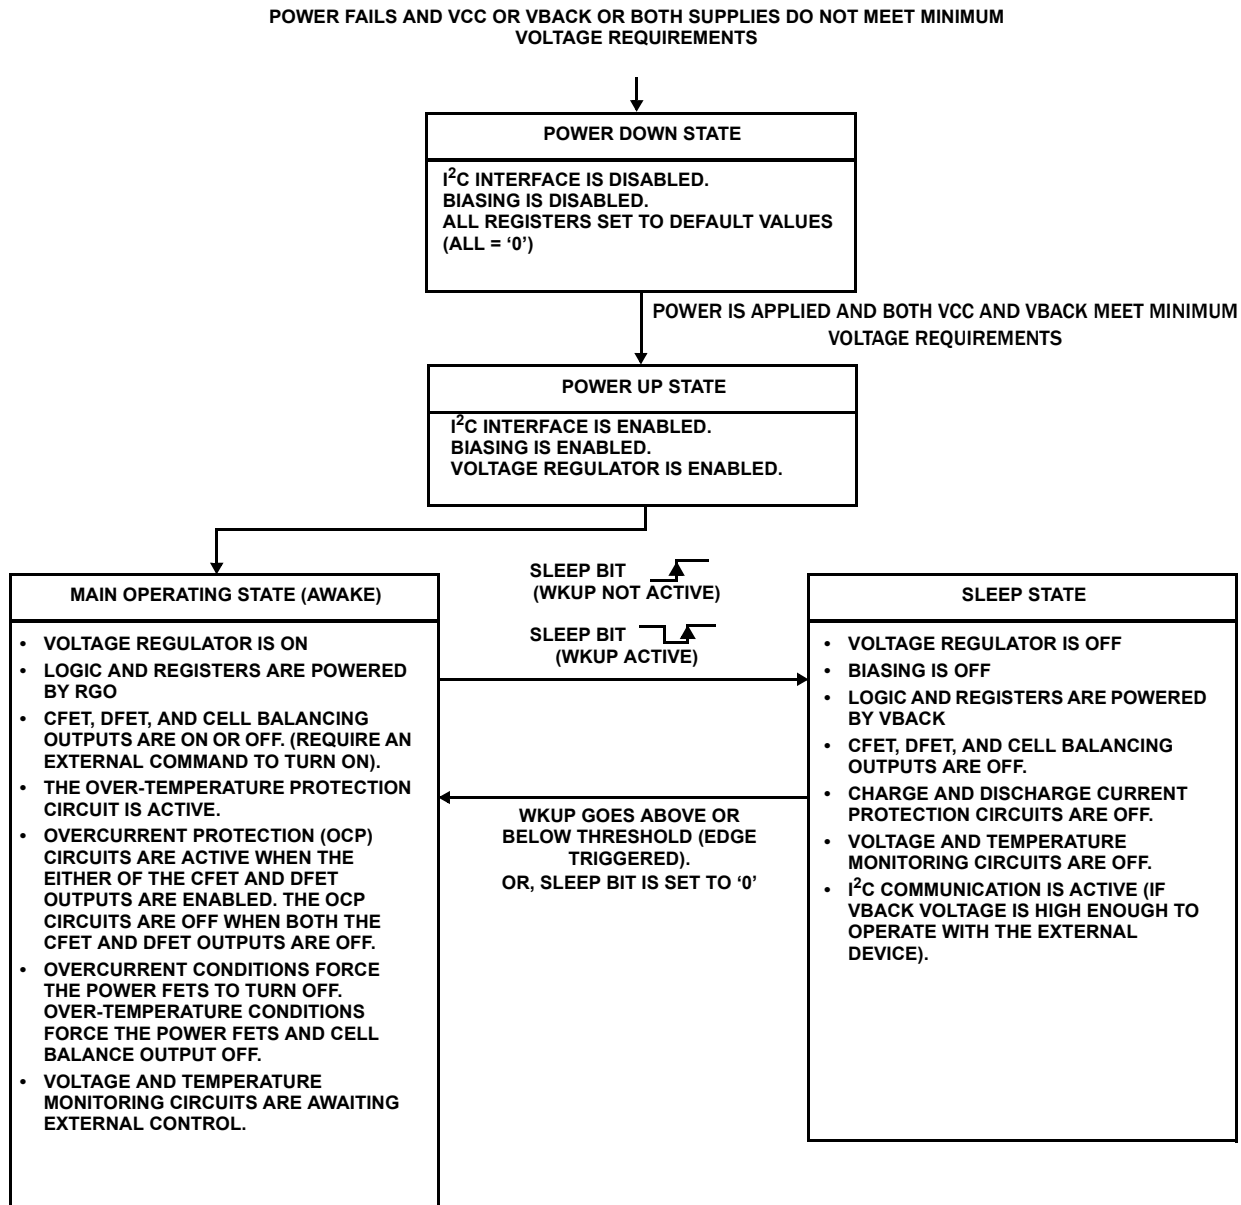 POWER FAILS AND VCC OR VBACK OR BOTH SUPPLIES DO NOT MEET MINIMUM
VOLTAGE REQUIREMENTS
POWER DOWN STATE
I²C INTERFACE IS DISABLED.
BIASING IS DISABLED.
ALL REGISTERS SET TO DEFAULT VALUES
(ALL = ‘0’)
POWER IS APPLIED AND BOTH VCC AND VBACK MEET MINIMUM
VOLTAGE REQUIREMENTS
POWER UP STATE
I²C INTERFACE IS ENABLED.
BIASING IS ENABLED.
VOLTAGE REGULATOR IS ENABLED.
MAIN OPERATING STATE (AWAKE)
• VOLTAGE REGULATOR IS ON
• LOGIC AND REGISTERS ARE POWERED
BY RGO
• CFET, DFET, AND CELL BALANCING
OUTPUTS ARE ON OR OFF. (REQUIRE AN
EXTERNAL COMMAND TO TURN ON).
• THE OVER-TEMPERATURE PROTECTION
CIRCUIT IS ACTIVE.
• OVERCURRENT PROTECTION (OCP)
CIRCUITS ARE ACTIVE WHEN THE
EITHER OF THE CFET AND DFET
OUTPUTS ARE ENABLED. THE OCP
CIRCUITS ARE OFF WHEN BOTH THE
CFET AND DFET OUTPUTS ARE OFF.
• OVERCURRENT CONDITIONS FORCE
THE POWER FETS TO TURN OFF.
OVER-TEMPERATURE CONDITIONS
FORCE THE POWER FETS AND CELL
BALANCE OUTPUT OFF.
• VOLTAGE AND TEMPERATURE
MONITORING CIRCUITS ARE AWAITING
EXTERNAL CONTROL.
SLEEP BIT
(WKUP NOT ACTIVE)
SLEEP BIT
(WKUP ACTIVE)
WKUP GOES ABOVE OR
BELOW THRESHOLD (EDGE
TRIGGERED).
OR, SLEEP BIT IS SET TO ‘0’
SLEEP STATE
• VOLTAGE REGULATOR IS OFF
• BIASING IS OFF
• LOGIC AND REGISTERS ARE POWERED
BY VBACK
• CFET, DFET, AND CELL BALANCING
OUTPUTS ARE OFF.
• CHARGE AND DISCHARGE CURRENT
PROTECTION CIRCUITS ARE OFF.
• VOLTAGE AND TEMPERATURE
MONITORING CIRCUITS ARE OFF.
• I²C COMMUNICATION IS ACTIVE (IF
VBACK VOLTAGE IS HIGH ENOUGH TO
OPERATE WITH THE EXTERNAL
DEVICE).